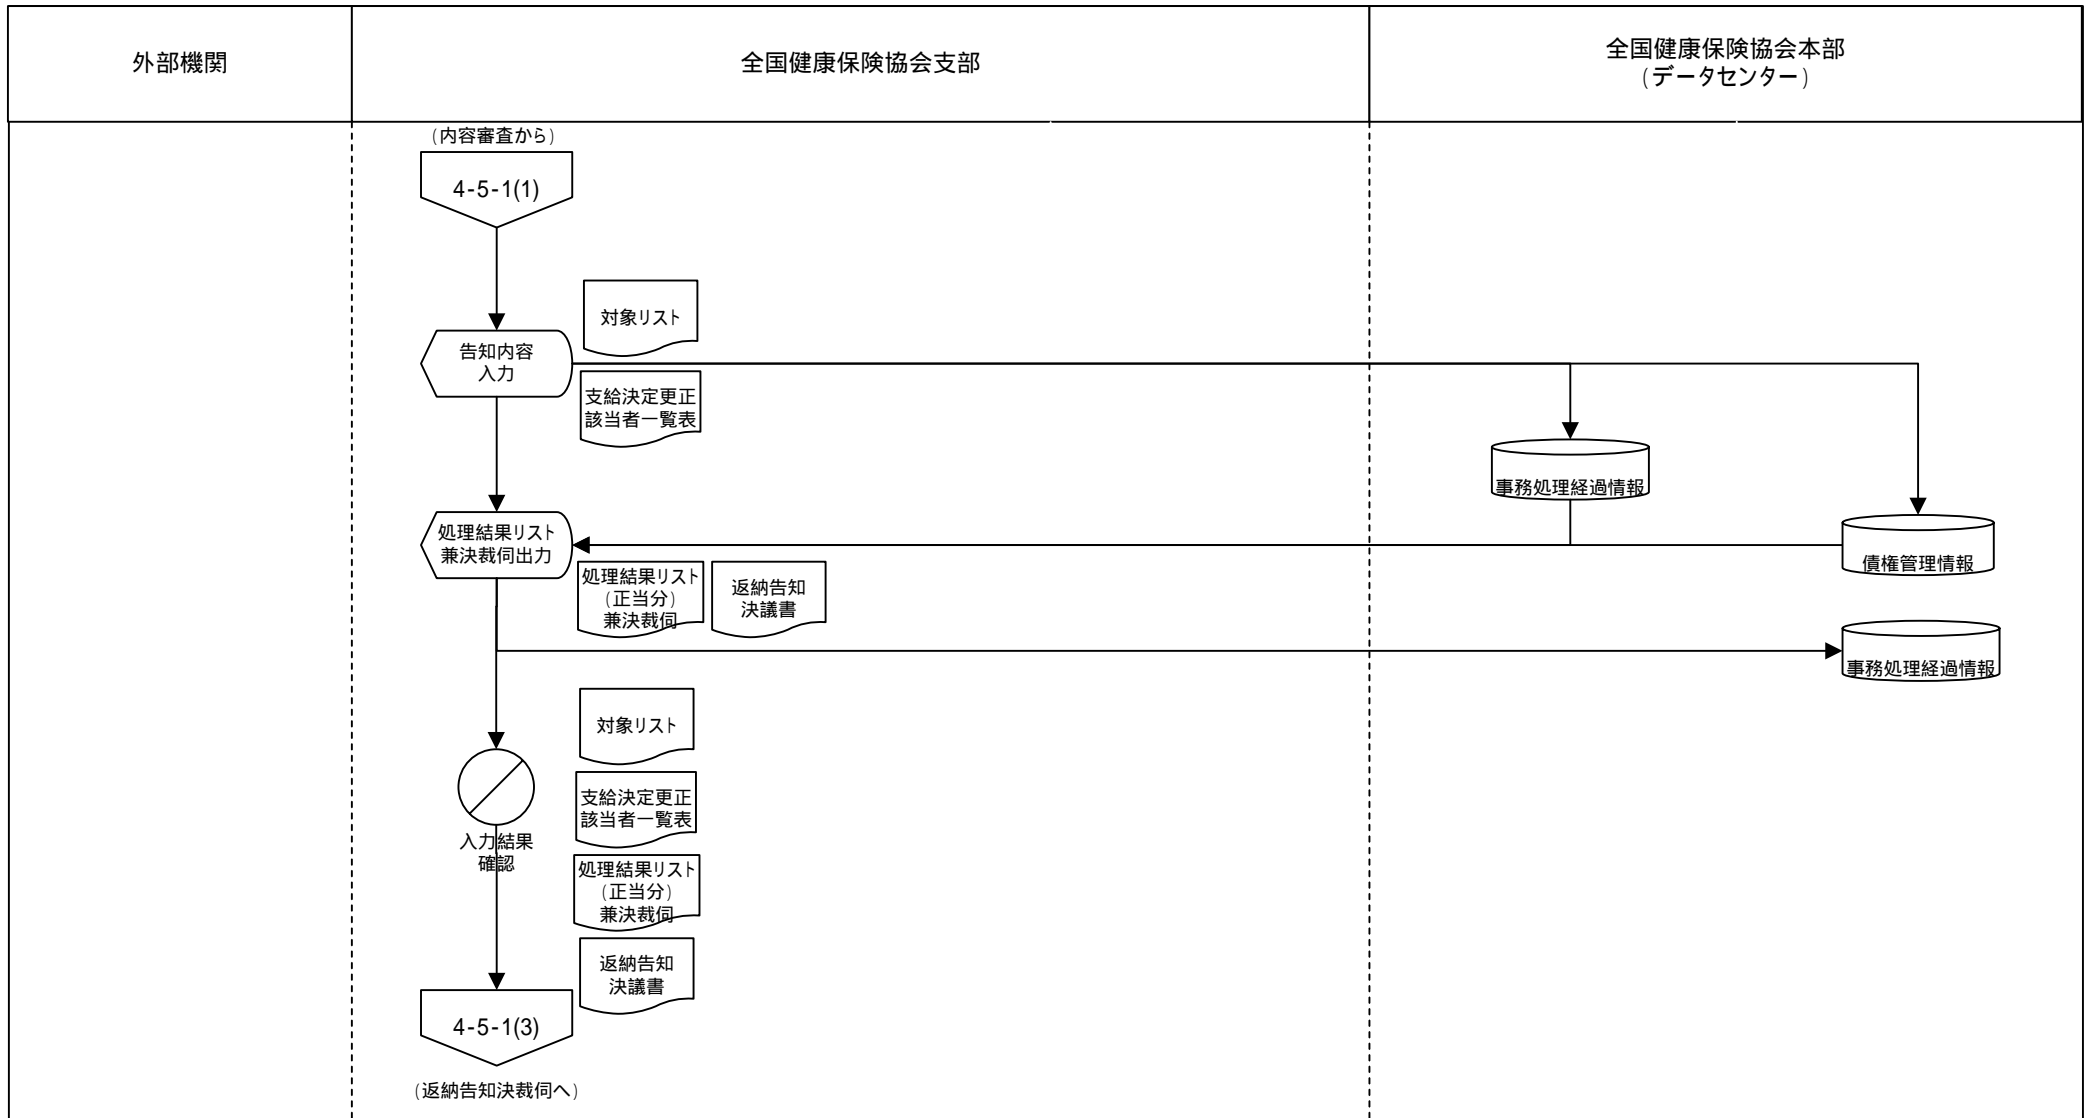 外部機関
全国健康保険協会支部
全国健康保険協会本部
(データセンター)
(内容審査から)
4-5-1(1)
対象リスト
告知内容
入力
支給決定更正
該当者一覧表
事務処理経過情報
処理結果リスト
兼決裁伺出力
債権管理情報
処理結果リスト
(正当分)
兼決裁伺
返納告知
決議書
事務処理経過情報
対象リスト
支給決定更正
該当者一覧表
入力結果
確認
処理結果リスト
(正当分)
兼決裁伺
返納告知
決議書
4-5-1(3)
(返納告知決裁伺へ)